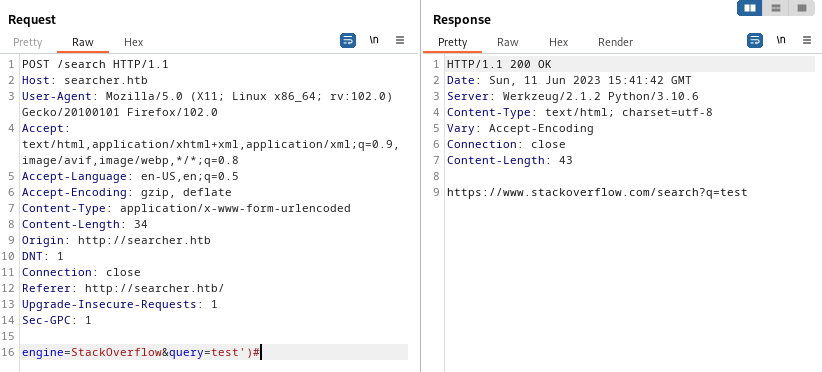 Request
Pretty Raw Hex \n
1 POST /search HTTP/1.1
2 Host: searcher.htb
3 User-Agent: Mozilla/5.0 (X11; Linux x86_64; rv:102.0)
Gecko/20100101 Firefox/102.0
4 Accept:
text/html,application/xhtml+xml,application/xml;q=0.9,
image/avif,image/webp,*/*;q=0.8
5 Accept-Language: en-US,en;q=0.5
6 Accept-Encoding: gzip, deflate
7 Content-Type: application/x-www-form-urlencoded
8 Content-Length: 34
9 Origin: http://searcher.htb
10 DNT: 1
11 Connection: close
12 Referer: http://searcher.htb/
13 Upgrade-Insecure-Requests: 1
14 Sec-GPC: 1
15
16 engine=StackOverflow&query=test')#
Response
Pretty Raw Hex Render \n
1 HTTP/1.1 200 OK
2 Date: Sun, 11 Jun 2023 15:41:42 GMT
3 Server: Werkzeug/2.1.2 Python/3.10.6
4 Content-Type: text/html; charset=utf-8
5 Vary: Accept-Encoding
6 Connection: close
7 Content-Length: 43
8
9 https://www.stackoverflow.com/search?q=test